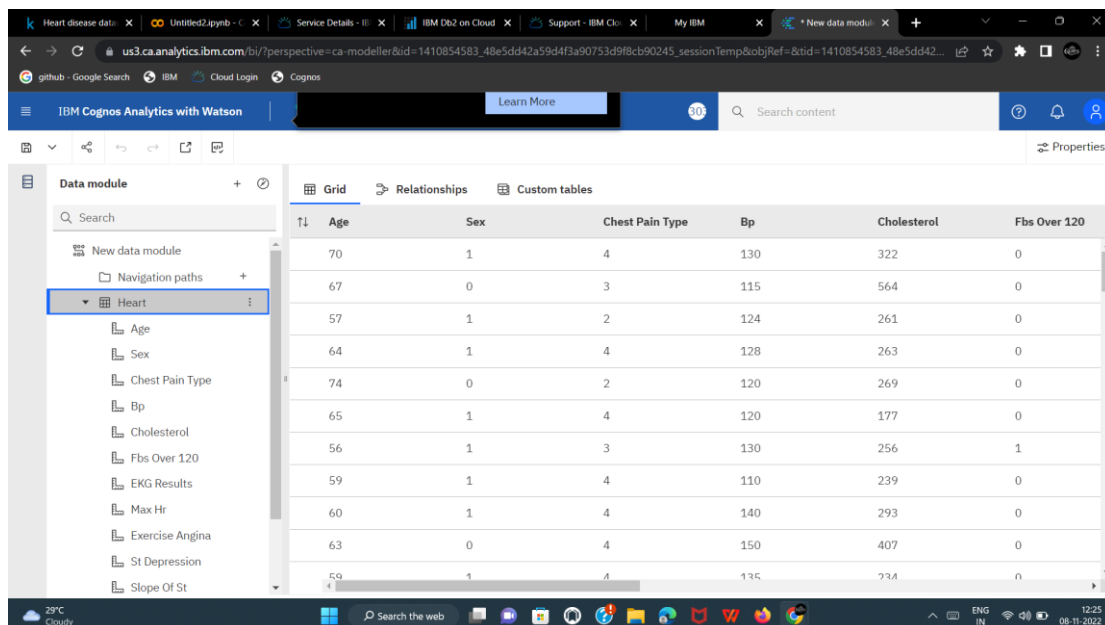 Heart disease data
Untitled2.ipynb - C
Service Details - IB
IBM Db2 on Cloud
Support - IBM Clou
My IBM
* New data module
us3.ca.analytics.ibm.com/bi/?perspective=ca-modeller&id=1410854583_48e5dd42a59d4f3a90753d9f8cb90245_sessionTemp&objRef=&tid=1410854583_48e5dd42...
github - Google Search IBM Cloud Login Cognos
IBM Cognos Analytics with Watson
Learn More
303
Search content
Properties
Data module
Search
New data module
Navigation paths
Heart
Age
Sex
Chest Pain Type
Bp
Cholesterol
Fbs Over 120
EKG Results
Max Hr
Exercise Angina
St Depression
Slope Of St
Grid Relationships Custom tables
Age Sex Chest Pain Type Bp Cholesterol Fbs Over 120
70 1 4 130 322 0
67 0 3 115 564 0
57 1 2 124 261 0
64 1 4 128 263 0
74 0 2 120 269 0
65 1 4 120 177 0
56 1 3 130 256 1
59 1 4 110 239 0
60 1 4 140 293 0
63 0 4 150 407 0
59 1 4 135 234 0
29°C
Cloudy
Search the web
ENG
IN
12:25
08-11-2022